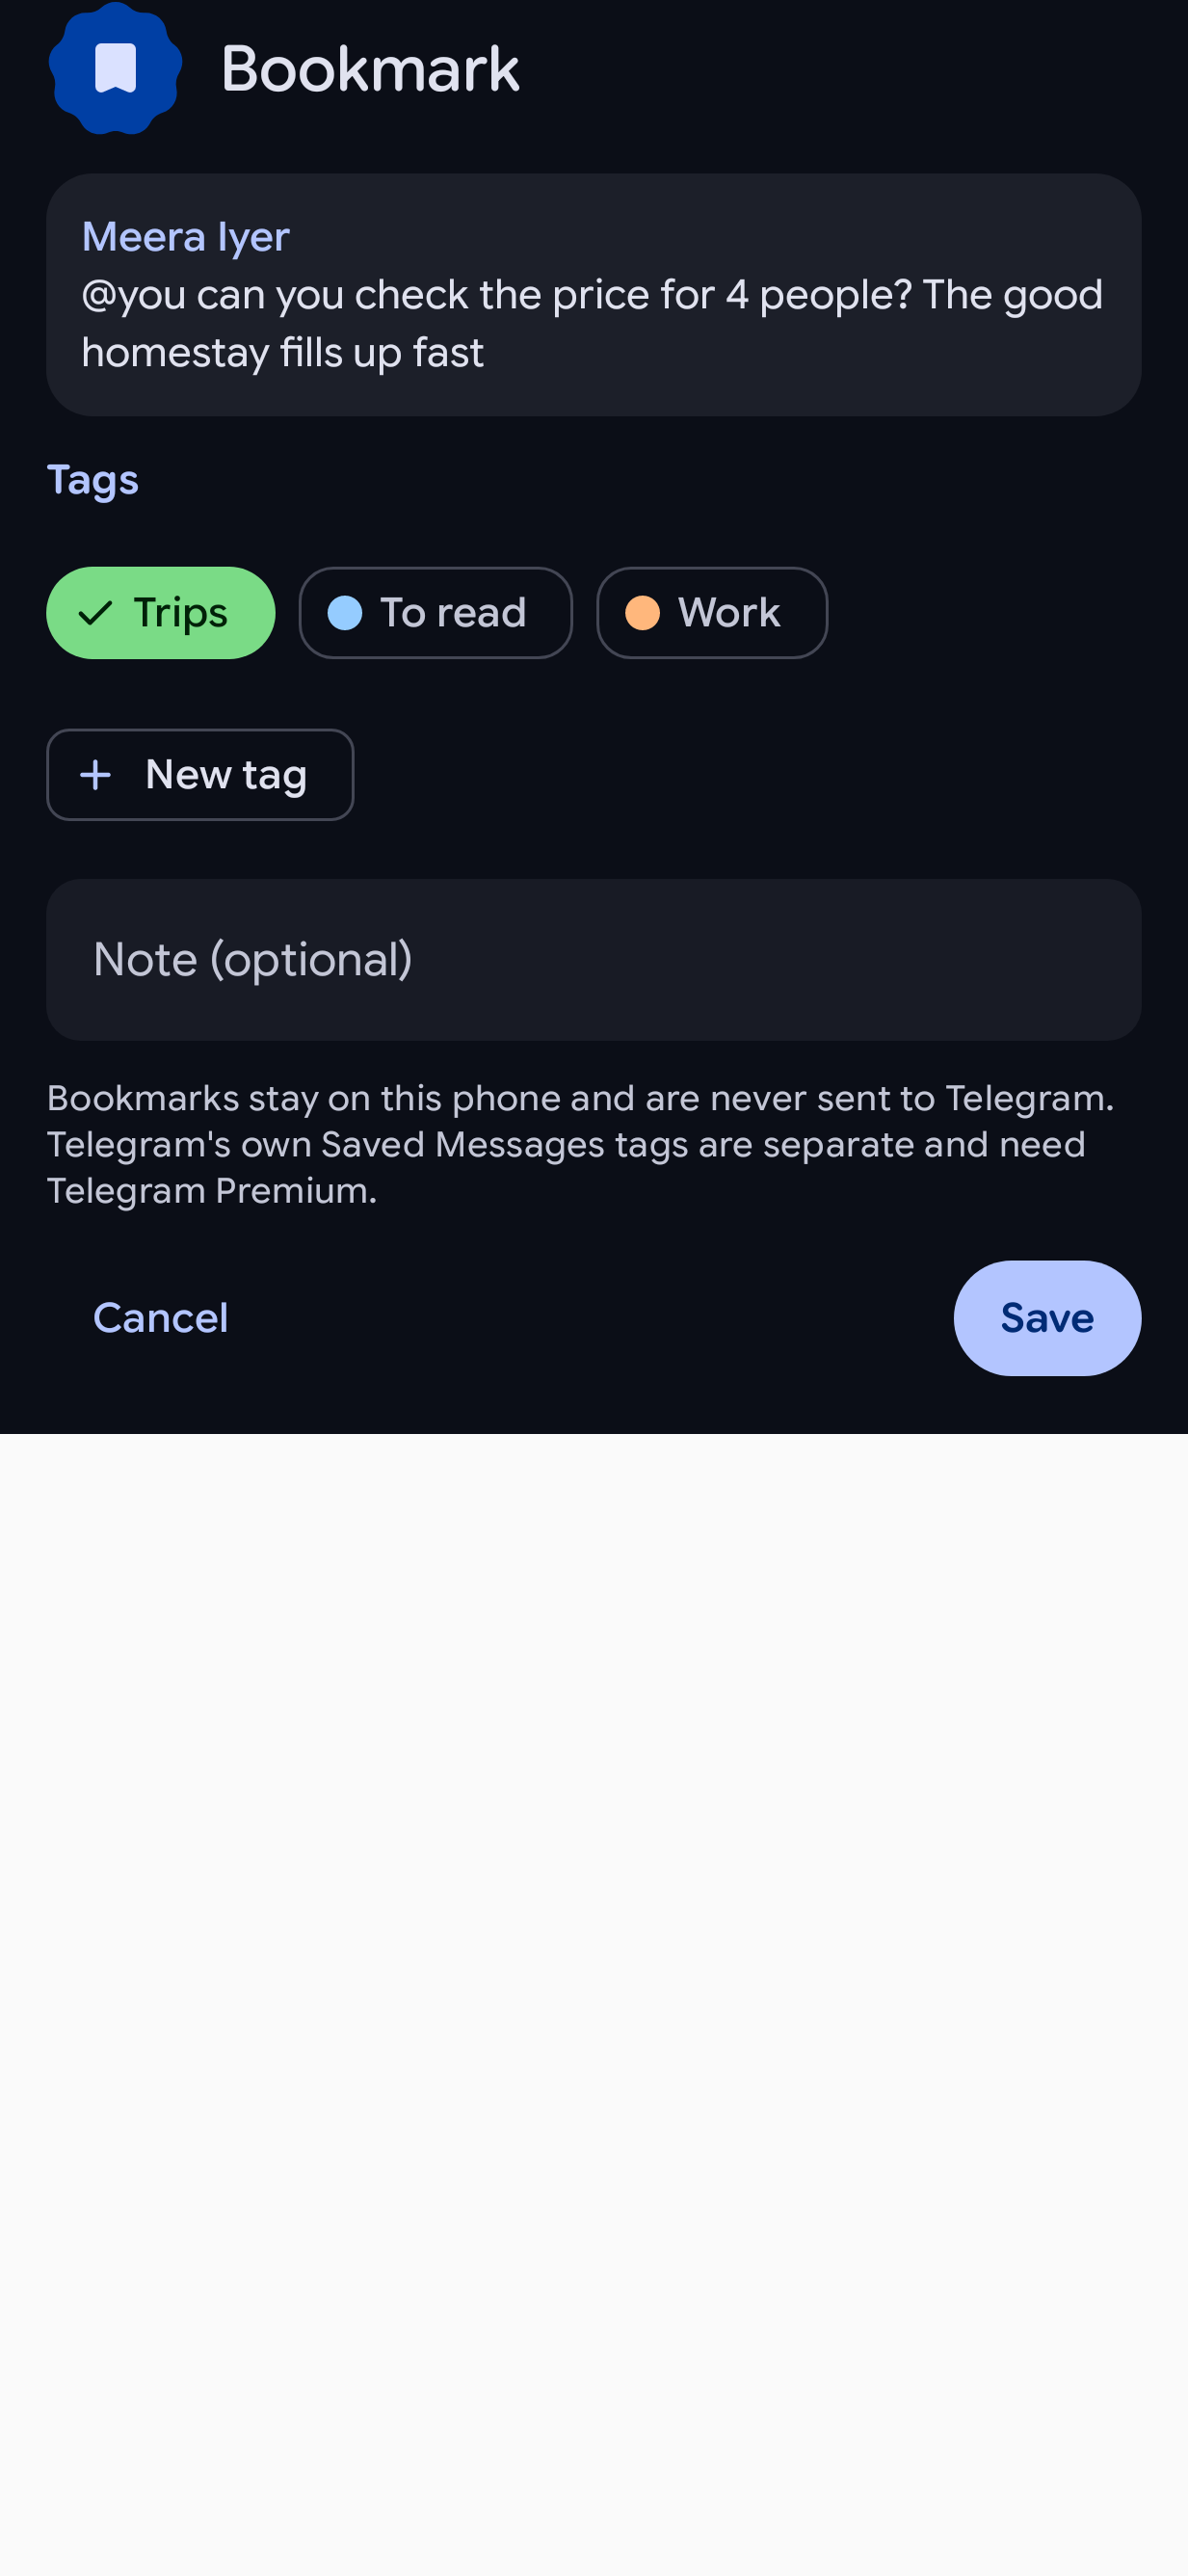 Bookmark
Meera Iyer
@you can you check the price for 4 people? The good
homestay fills up fast
Tags
Trips
To read
Work
New tag
Note (optional)
Bookmarks stay on this phone and are never sent to Telegram.
Telegram's own Saved Messages tags are separate and need
Telegram Premium.
Cancel
Save